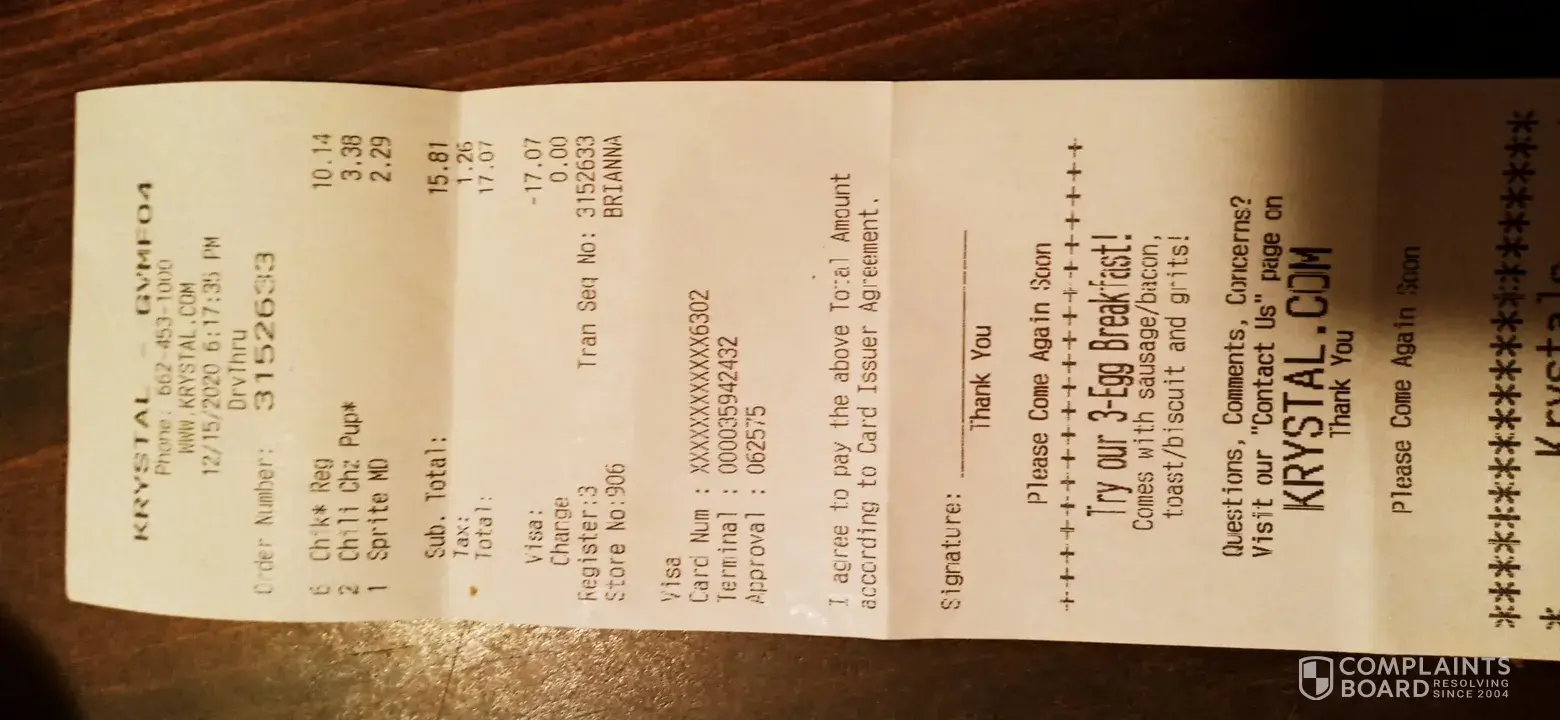 KRYSTAL - GVMF04
Phone: 662-453-1000
WWW.KRYSTAL.COM
12/15/2020 6:17:35 PM
DrvThru
Order Number: 3152633
6 Chik* Reg 10.14
2 Chili Chz Pup* 3.38
1 Sprite MD 2.29
Sub. Total: 15.81
Tax: 1.26
Total: 17.07
Visa: -17.07
Change 0.00
Register:3 Tran Seq No: 3152633
Store No:906 BRIANNA
Visa
Card Num : XXXXXXXXXXXX6302
Terminal : 000035942432
Approval : 062575
I agree to pay the above Total Amount
according to Card Issuer Agreement.
Signature: ____________________
Thank You
Please Come Again Soon
+++++++++++++++++++++++++++++++
Try our 3-Egg Breakfast!
Comes with sausage/bacon,
toast/biscuit and grits!
Questions, Comments, Concerns?
Visit our "Contact Us" page on
KRYSTAL.COM
Thank You
Please Come Again Soon
*******************************
* Krystal
COMPLAINTS
BOARD RESOLVING
SINCE 2004